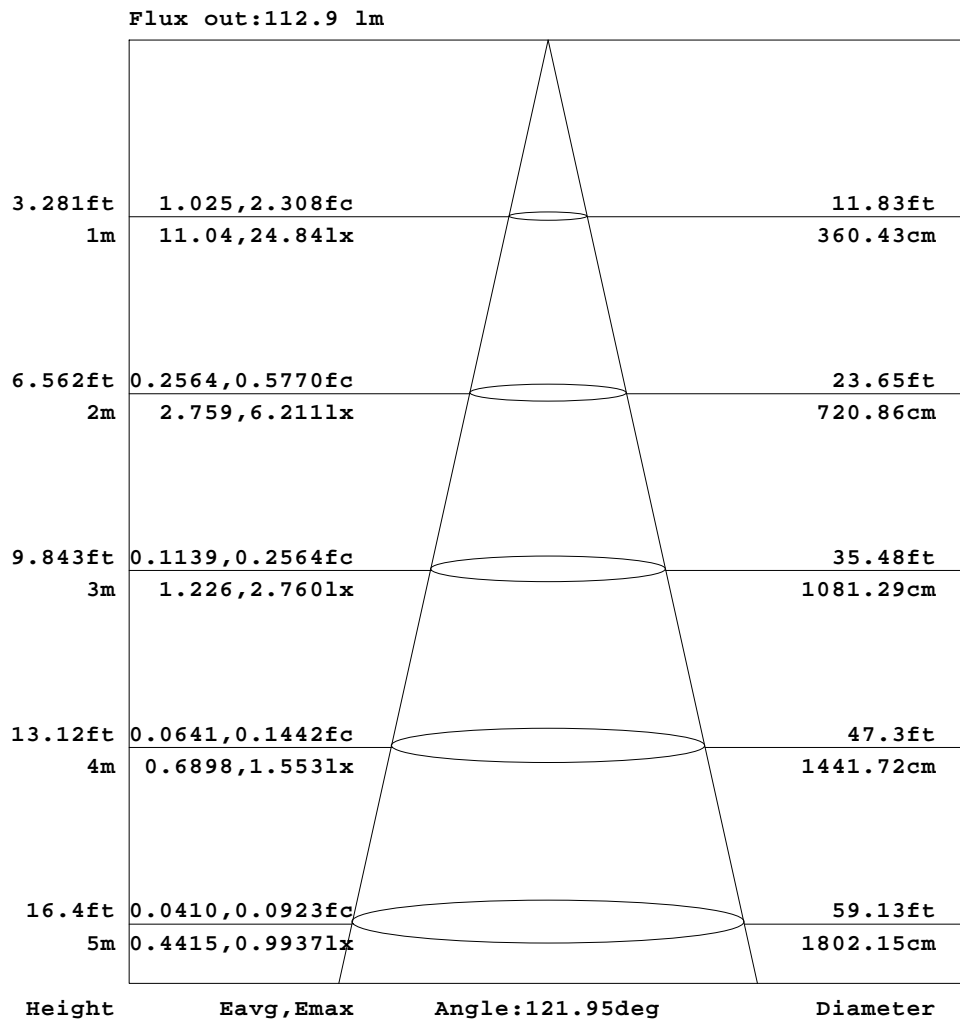 Flux out:112.9 lm
3.281ft 1.025,2.308fc 11.83ft
1m 11.04,24.84lx 360.43cm
6.562ft 0.2564,0.5770fc 23.65ft
2m 2.759,6.211lx 720.86cm
9.843ft 0.1139,0.2564fc 35.48ft
3m 1.226,2.760lx 1081.29cm
13.12ft 0.0641,0.1442fc 47.3ft
4m 0.6898,1.553lx 1441.72cm
16.4ft 0.0410,0.0923fc 59.13ft
5m 0.4415,0.9937lx 1802.15cm
Height Eavg,Emax Angle:121.95deg Diameter